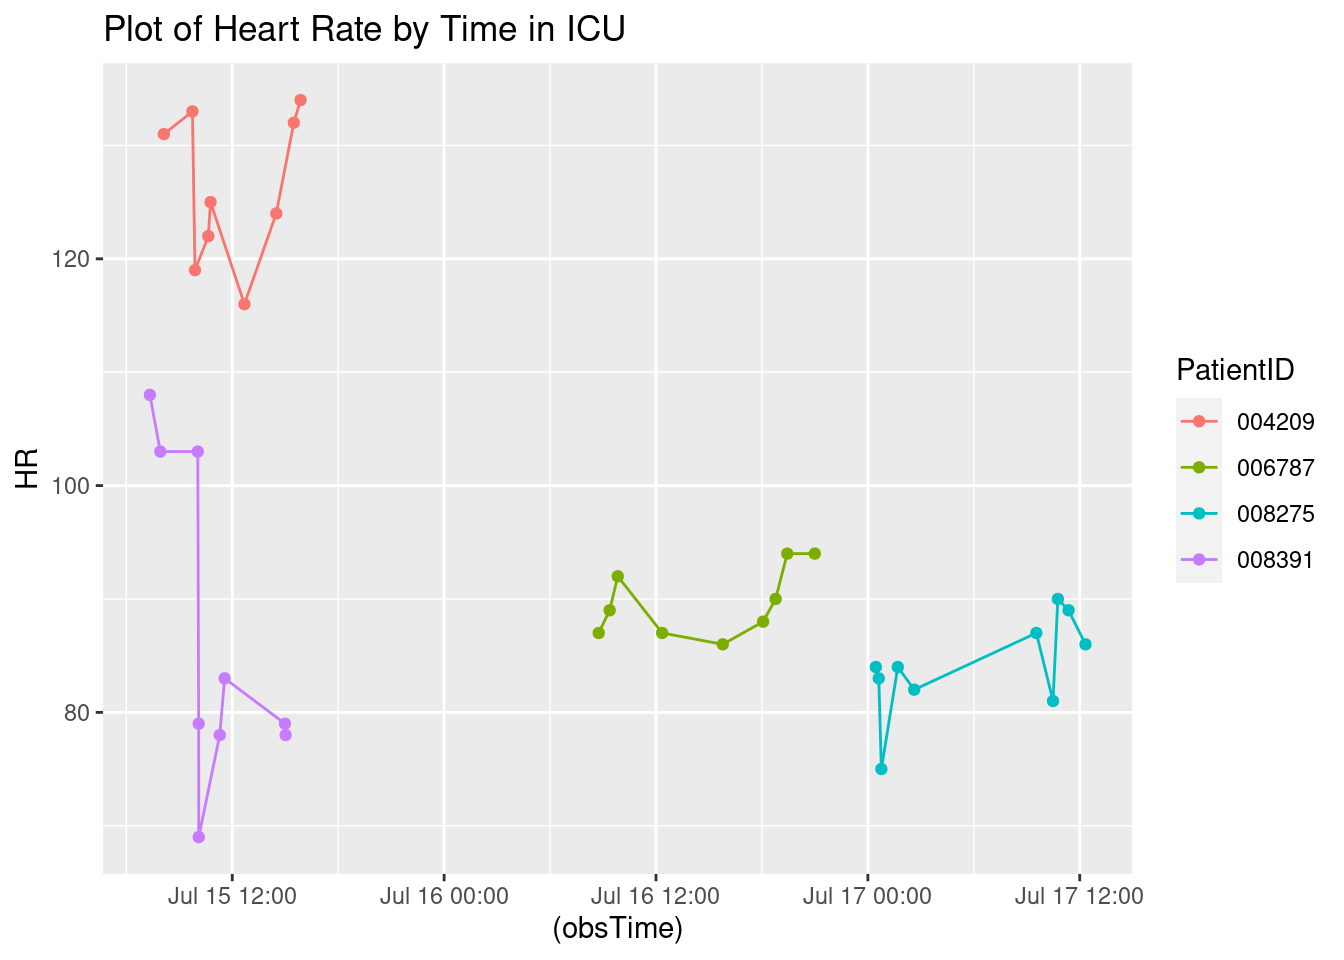 Plot of Heart Rate by Time in ICU
120
100
80
HR
Jul 15 12:00
Jul 16 00:00
Jul 16 12:00
Jul 17 00:00
Jul 17 12:00
(obsTime)
PatientID
004209
006787
008275
008391